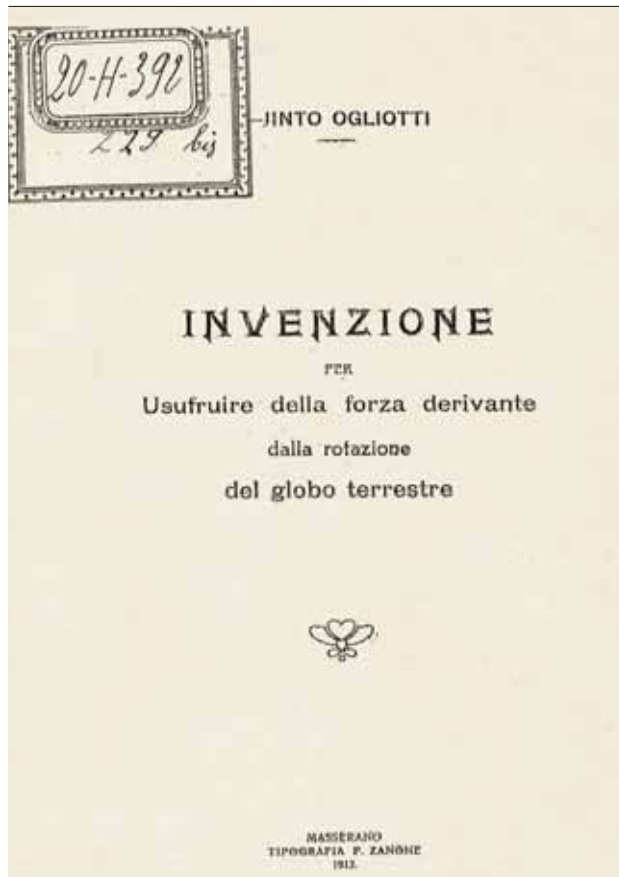 20-H-392
229 bis
JINTO OGLIOTTI
INVENZIONE
PER
Usufruire della forza derivante
dalla rotazione
del globo terrestre
MASSERANO
TIPOGRAFIA P. ZANONE
1913.